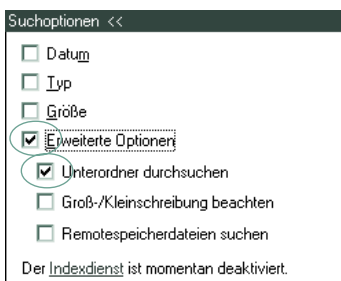 Suchoptionen <<
Datum
Typ
Größe
Erweiterte Optionen
Unterordner durchsuchen
Groß-/Kleinschreibung beachten
Remotespeicherdateien suchen
Der Indexdienst ist momentan deaktiviert.